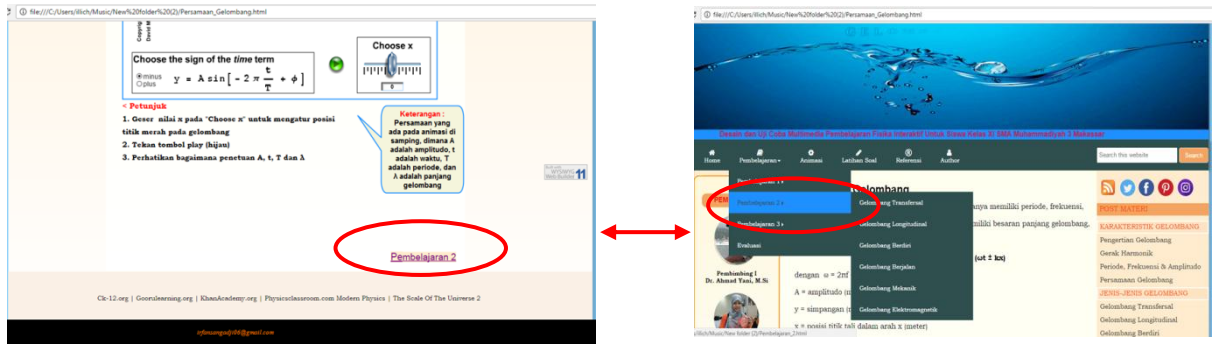 file:///C:/Users/illich/Music/New%20folder%20(2)/Persamaan_Gelombang.html
Choose the sign of the time term
minus
plus
y = A sin [ - 2 π t/T + ϕ ]
Choose x
0
< Petunjuk
1. Geser nilai x pada "Choose x" untuk mengatur posisi
titik merah pada gelombang
2. Tekan tombol play (hijau)
3. Perhatikan bagaimana penetuan A, t, T dan λ
Keterangan :
Persamaan yang
ada pada animasi di
samping, dimana A
adalah amplitudo, t
adalah waktu, T
adalah periode, dan
λ adalah panjang
gelombang
Web Builder 11
Pembelajaran 2
Ck-12.org | Goorulearning.org | KhanAcademy.org | Physicsclassroom.com Modern Physics | The Scale Of The Universe 2
file:///C:/Users/illich/Music/New%20folder%20(2)/Persamaan_Gelombang.html
Desain dan Uji Coba Multimedia Pembelajaran Fisika Interaktif Untuk Siswa Kelas XI SMA Muhammadiyah 3 Makassar
Home
Pembelajaran
Animasi
Latihan Soal
Referensi
Author
Search this website
Search
Pembelajaran 1
Pembelajaran 2
Pembelajaran 3
Evaluasi
Gelombang Transfersal
Gelombang Longitudinal
Gelombang Berdiri
Gelombang Berjalan
Gelombang Mekanik
Gelombang Elektromagnetik
Gelombang
anya memiliki periode, frekuensi,
miliki besaran panjang gelombang,
(ωt ± kx)
dengan ω = 2πf
A = amplitudo (m
y = simpangan (m
x = posisi titik tali dalam arah x (meter)
PEM
Pembimbing I
Dr. Ahmad Yani, M.Si
POST MATERI
KARAKTERISTIK GELOMBANG
Pengertian Gelombang
Gerak Harmonik
Periode, Frekuensi & Amplitudo
Persamaan Gelombang
JENIS-JENIS GELOMBANG
Gelombang Transfersal
Gelombang Longitudinal
Gelombang Berdiri